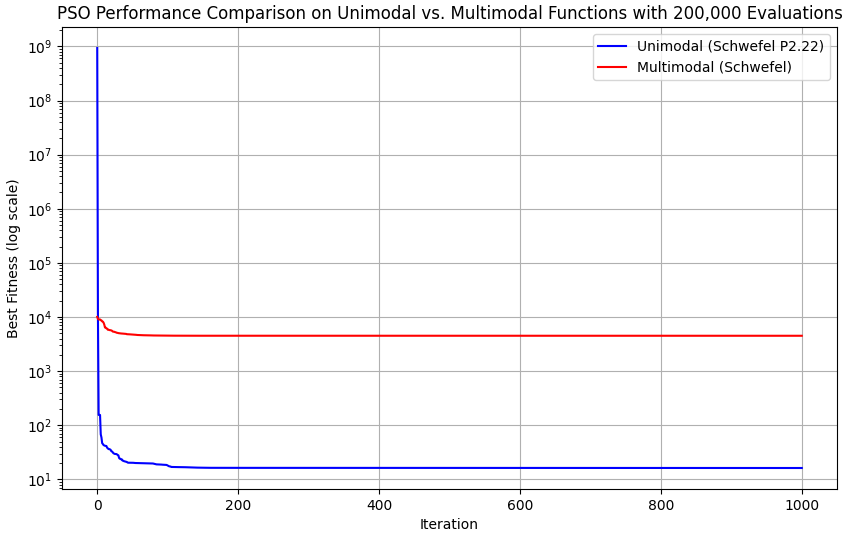 PSO Performance Comparison on Unimodal vs. Multimodal Functions with 200,000 Evaluations
Unimodal (Schwefel P2.22)
Multimodal (Schwefel)
Best Fitness (log scale)
10⁹
10⁸
10⁷
10⁶
10⁵
10⁴
10³
10²
10¹
0 200 400 600 800 1000
Iteration